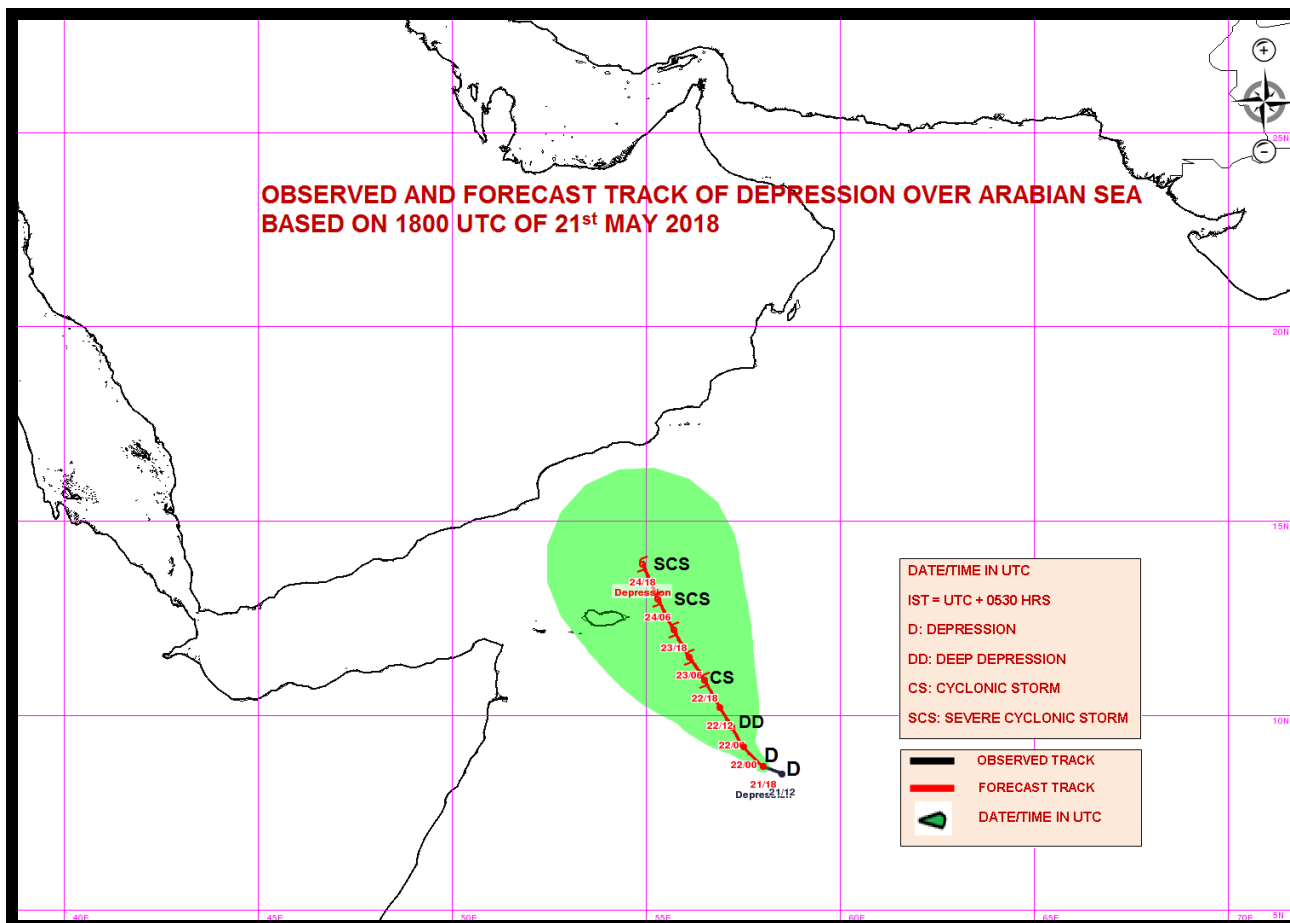 +
-
25N
OBSERVED AND FORECAST TRACK OF DEPRESSION OVER ARABIAN SEA
BASED ON 1800 UTC OF 21st MAY 2018
20N
15N
SCS
24/18
Depression
SCS
24/06
23/18
23/06
CS
22/18
22/12
DD
22/06
22/00
D
D
21/18
21/12
Depression
DATE/TIME IN UTC
IST = UTC + 0530 HRS
D: DEPRESSION
DD: DEEP DEPRESSION
CS: CYCLONIC STORM
SCS: SEVERE CYCLONIC STORM
10N
OBSERVED TRACK
FORECAST TRACK
DATE/TIME IN UTC
40E
45E
50E
55E
60E
65E
70E
5N